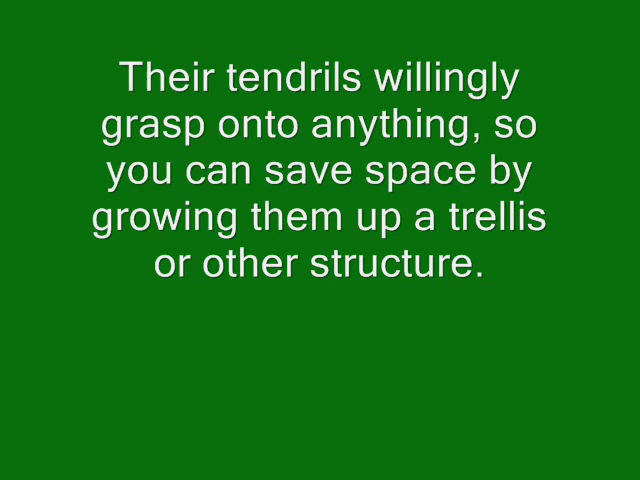 Their tendrils willingly
grasp onto anything, so
you can save space by
growing them up a trellis
or other structure.